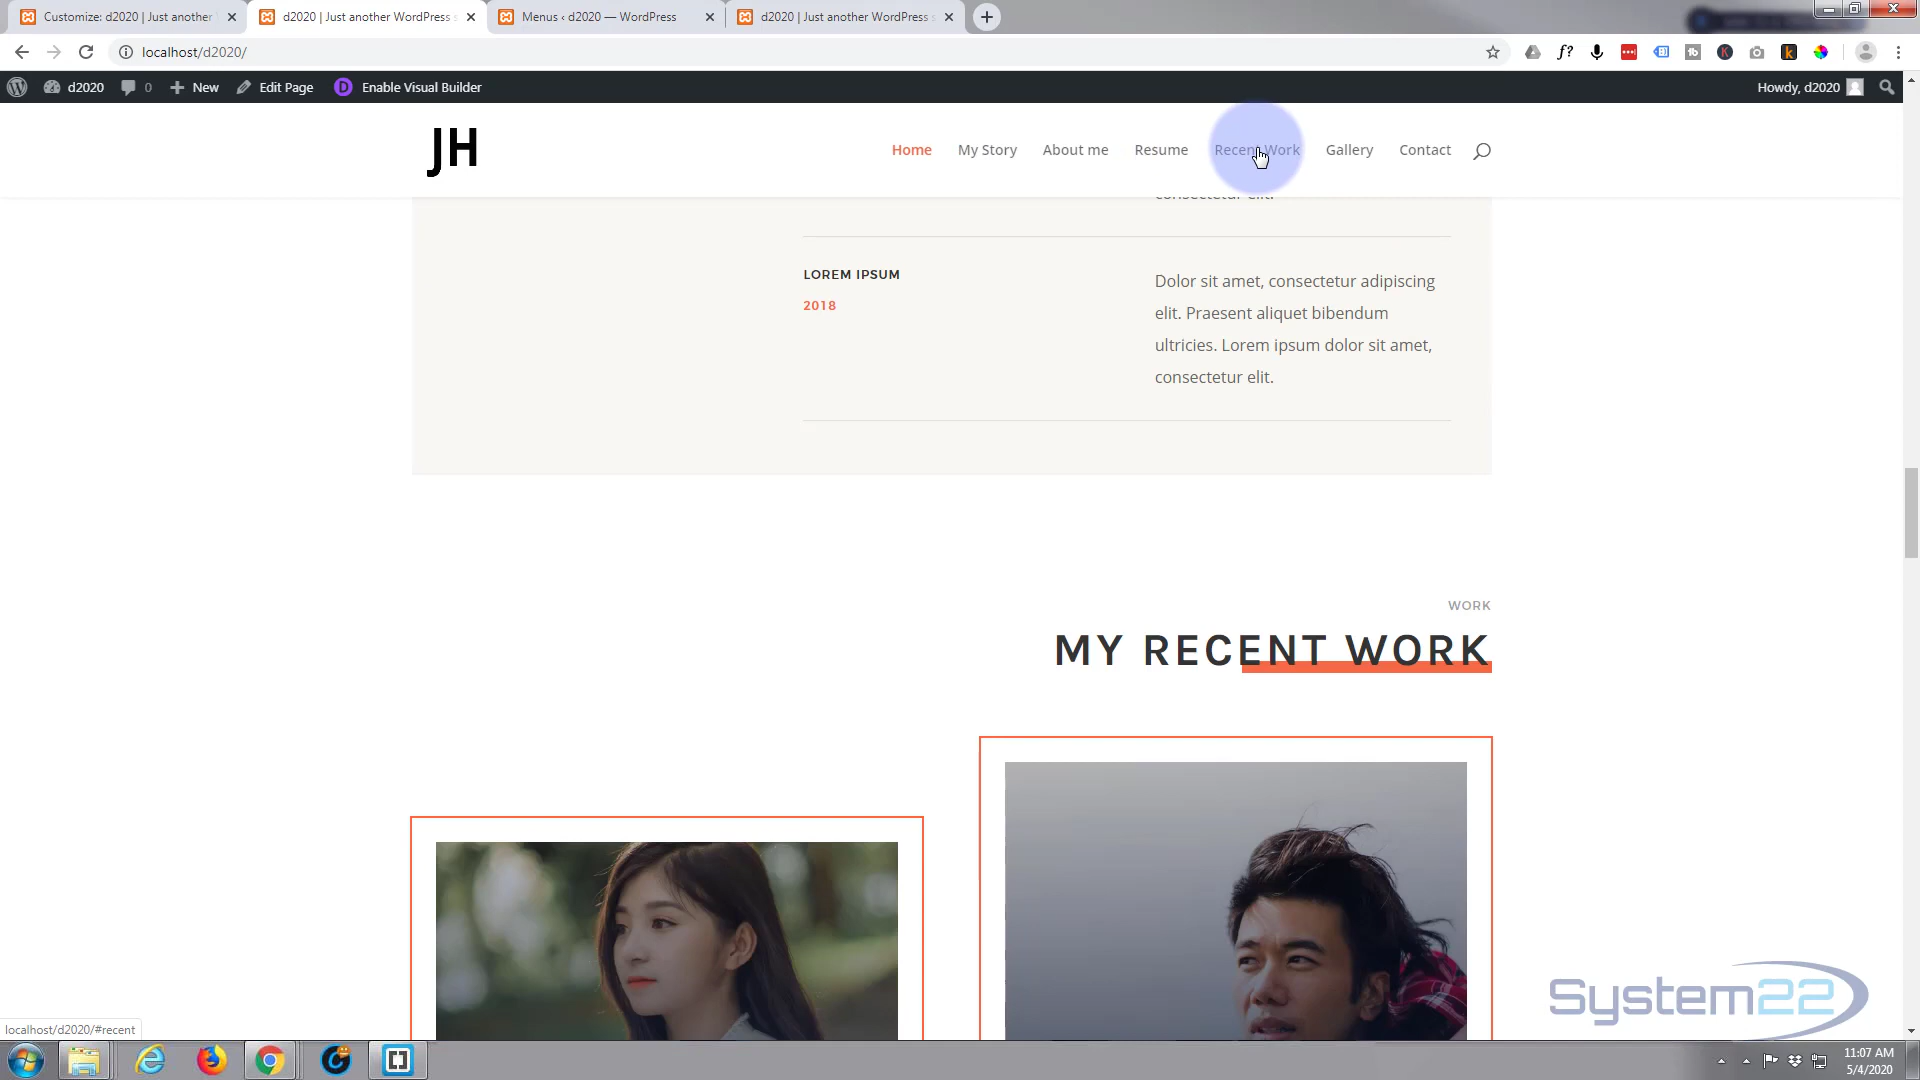 Customize: d2020 | Just another
d2020 | Just another WordPress s
Menus ‹ d2020 — WordPress
d2020 | Just another WordPress s
localhost/d2020/
d2020
0
New
Edit Page
Enable Visual Builder
Howdy, d2020
JH
Home
My Story
About me
Resume
Recent Work
Gallery
Contact
consectetur elit.
LOREM IPSUM
2018
Dolor sit amet, consectetur adipiscing
elit. Praesent aliquet bibendum
ultricies. Lorem ipsum dolor sit amet,
consectetur elit.
WORK
MY RECENT WORK
System22
localhost/d2020/#recent
11:07 AM
5/4/2020